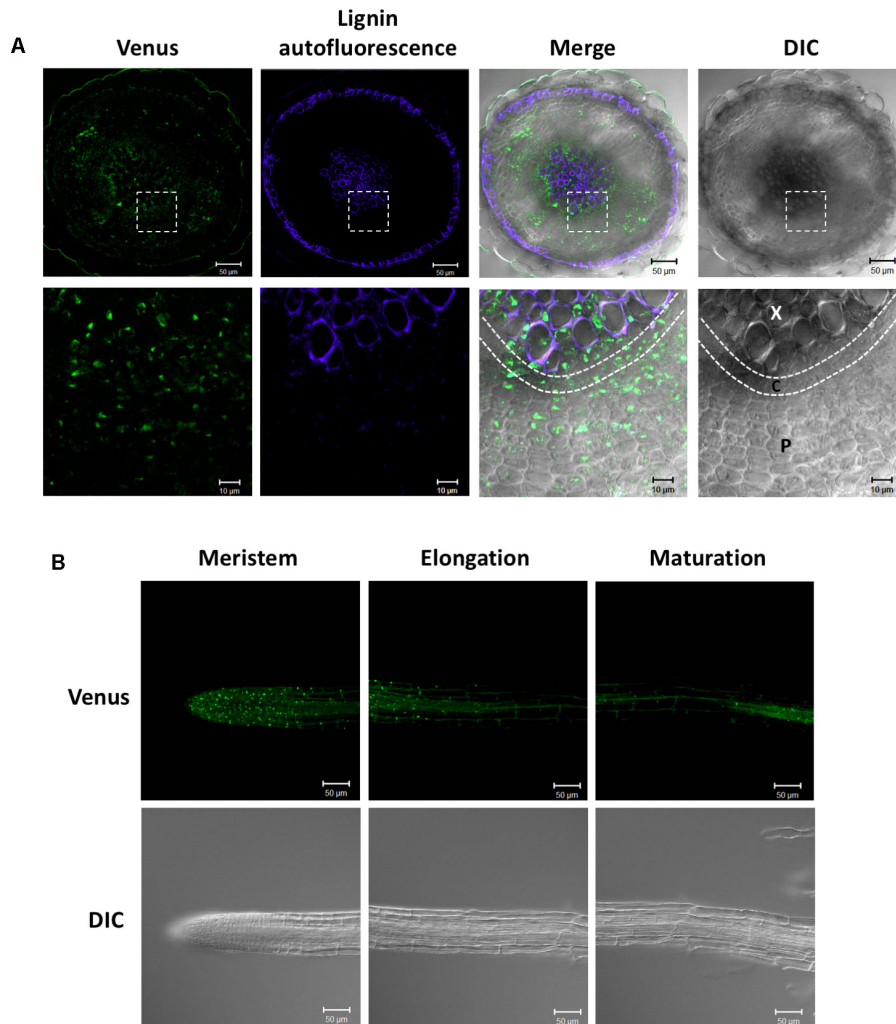 A
Venus
Lignin
autofluorescence
Merge
DIC
50 µm
50 µm
50 µm
50 µm
X
C
P
10 µm
10 µm
10 µm
10 µm
B
Meristem
Elongation
Maturation
Venus
50 µm
50 µm
50 µm
DIC
50 µm
50 µm
50 µm